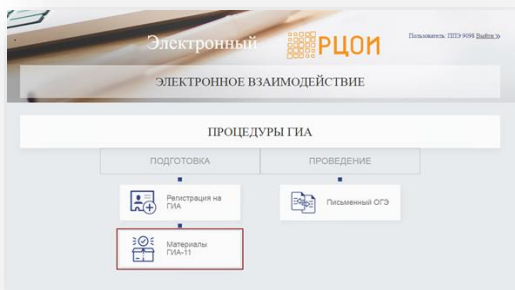 Электронный РЦОИ
Пользователь: ППЭ 9098 Выйти >>
ЭЛЕКТРОННОЕ ВЗАИМОДЕЙСТВИЕ
ПРОЦЕДУРЫ ГИА
ПОДГОТОВКА
ПРОВЕДЕНИЕ
Регистрация на
ГИА
Письменный ОГЭ
Материалы
ГИА-11